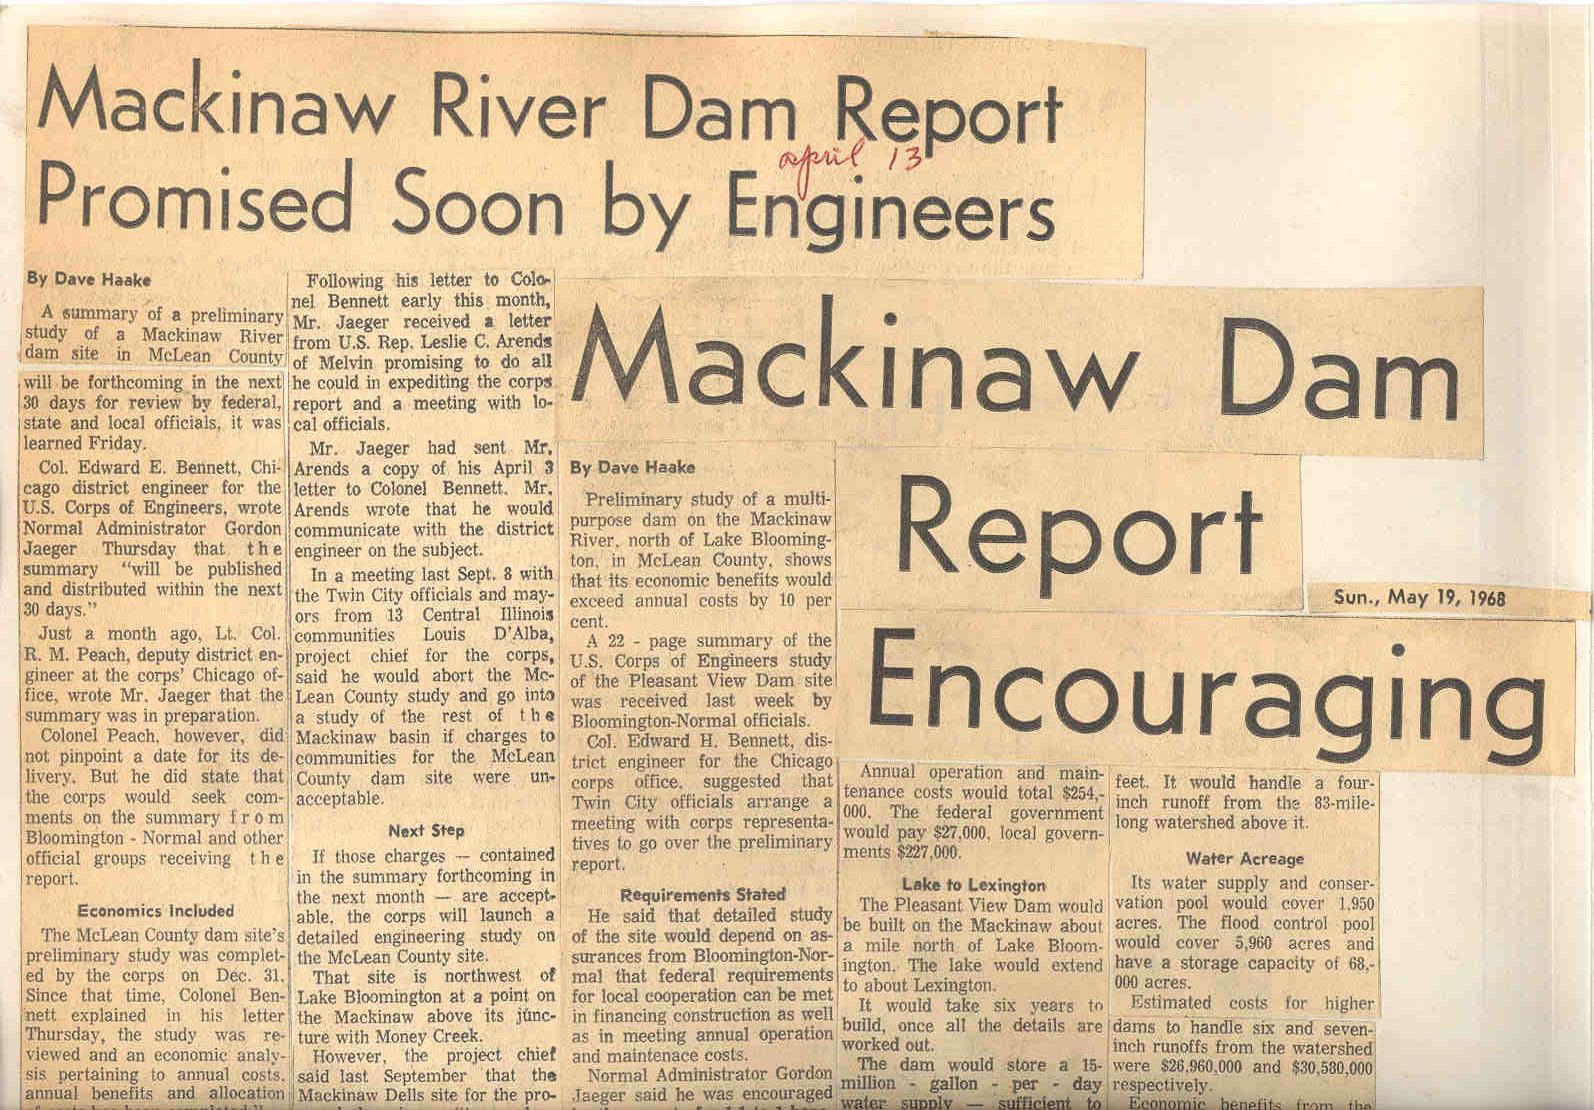 Mackinaw River Dam Report
april 13
Promised Soon by Engineers
By Dave Haake
A summary of a preliminary
study of a Mackinaw River
dam site in McLean County
will be forthcoming in the next
30 days for review by federal,
state and local officials, it was
learned Friday.
Col. Edward E. Bennett, Chi-
cago district engineer for the
U.S. Corps of Engineers, wrote
Normal Administrator Gordon
Jaeger Thursday that the
summary "will be published
and distributed within the next
30 days."
Just a month ago, Lt. Col.
R. M. Peach, deputy district en-
gineer at the corps' Chicago of-
fice, wrote Mr. Jaeger that the
summary was in preparation.
Colonel Peach, however, did
not pinpoint a date for its de-
livery. But he did state that
the corps would seek com-
ments on the summary from
Bloomington - Normal and other
official groups receiving the
report.
Economics Included
The McLean County dam site's
preliminary study was complet-
ed by the corps on Dec. 31.
Since that time, Colonel Ben-
nett explained in his letter
Thursday, the study was re-
viewed and an economic analy-
sis pertaining to annual costs,
annual benefits and allocation
Following his letter to Colo-
nel Bennett early this month,
Mr. Jaeger received a letter
from U.S. Rep. Leslie C. Arends
of Melvin promising to do all
he could in expediting the corps
report and a meeting with lo-
cal officials.
Mr. Jaeger had sent Mr.
Arends a copy of his April 3
letter to Colonel Bennett. Mr.
Arends wrote that he would
communicate with the district
engineer on the subject.
In a meeting last Sept. 8 with
the Twin City officials and may-
ors from 13 Central Illinois
communities Louis D'Alba,
project chief for the corps,
said he would abort the Mc-
Lean County study and go into
a study of the rest of the
Mackinaw basin if charges to
communities for the McLean
County dam site were un-
acceptable.
Next Step
If those charges — contained
in the summary forthcoming in
the next month — are accept-
able, the corps will launch a
detailed engineering study on
the McLean County site.
That site is northwest of
Lake Bloomington at a point on
the Mackinaw above its junc-
ture with Money Creek.
However, the project chief
said last September that the
Mackinaw Dells site for the pro-
Mackinaw Dam
Report
Sun., May 19, 1968
Encouraging
By Dave Haake
Preliminary study of a multi-
purpose dam on the Mackinaw
River, north of Lake Blooming-
ton, in McLean County, shows
that its economic benefits would
exceed annual costs by 10 per
cent.
A 22 - page summary of the
U.S. Corps of Engineers study
of the Pleasant View Dam site
was received last week by
Bloomington-Normal officials.
Col. Edward H. Bennett, dis-
trict engineer for the Chicago
corps office, suggested that
Twin City officials arrange a
meeting with corps representa-
tives to go over the preliminary
report.
Requirements Stated
He said that detailed study
of the site would depend on as-
surances from Bloomington-Nor-
mal that federal requirements
for local cooperation can be met
in financing construction as well
as in meeting annual operation
and maintenace costs.
Normal Administrator Gordon
Jaeger said he was encouraged
Annual operation and main-
tenance costs would total $254,-
000. The federal government
would pay $27,000, local govern-
ments $227,000.
Lake to Lexington
The Pleasant View Dam would
be built on the Mackinaw about
a mile north of Lake Bloom-
ington. The lake would extend
to about Lexington.
It would take six years to
build, once all the details are
worked out.
The dam would store a 15-
million - gallon - per - day
water supply — sufficient to
feet. It would handle a four-
inch runoff from the 83-mile-
long watershed above it.
Water Acreage
Its water supply and conser-
vation pool would cover 1,950
acres. The flood control pool
would cover 5,960 acres and
have a storage capacity of 68,-
000 acres.
Estimated costs for higher
dams to handle six and seven-
inch runoffs from the watershed
were $26,960,000 and $30,580,000
respectively.
Economic benefits from the